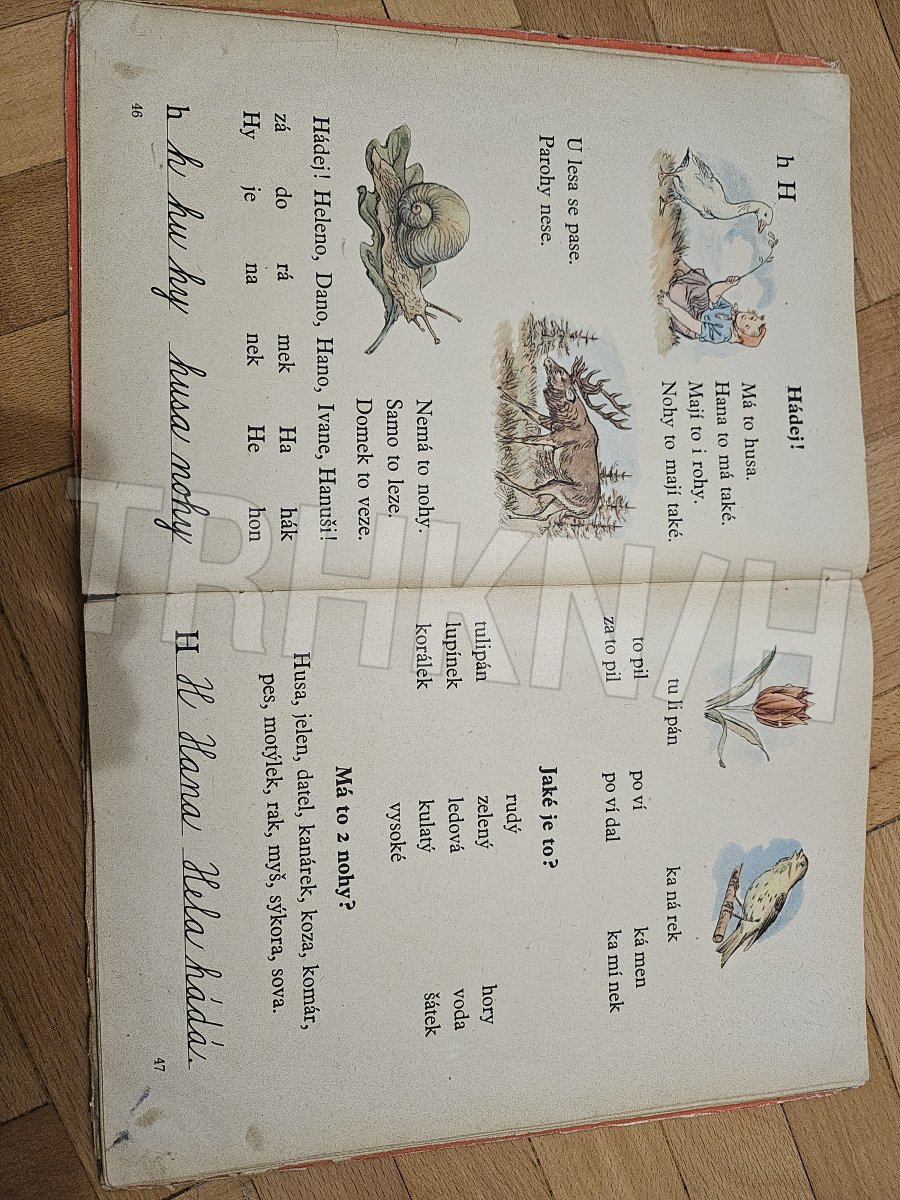 h H
Hádej!
Má to husa.
Hana to má také.
Mají to i rohy.
Nohy to mají také.
U lesa se pase.
Parohy nese.
Nemá to nohy.
Samo to leze.
Domek to veze.
Hádej! Heleno, Dano, Hano, Ivane, Hanuši!
zá do rá mek Ha hák
Hy je na nek He hon
h h hu hy husa nohy
46
tu li pán ka ná rek
to pil po ví ká men
za to pil po ví dal ka mí nek
Jaké je to?
rudý
tulipán zelený hory
lupínek ledová voda
korálek kulatý šátek
vysoké
Má to 2 nohy?
Husa, jelen, datel, kanárek, koza, komár,
pes, motýlek, rak, myš, sýkora, sova.
H H Hana Hela hádá.
47
TRHKN/H